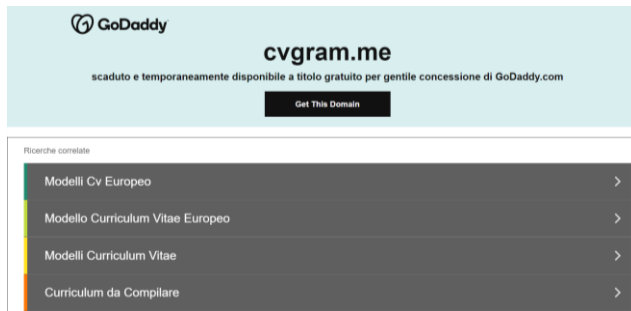 GoDaddy
cvgram.me
scaduto e temporaneamente disponibile a titolo gratuito per gentile concessione di GoDaddy.com
Get This Domain
Ricerche correlate
Modelli Cv Europeo
Modello Curriculum Vitae Europeo
Modelli Curriculum Vitae
Curriculum da Compilare